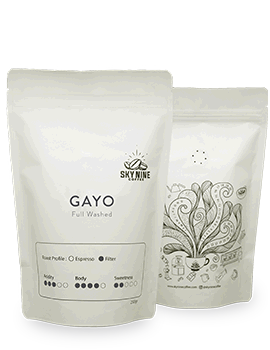 SKY NINE
COFFEE
GAYO
Full Washed
Roast Profile : Espresso Filter
Acidity Body Sweetness